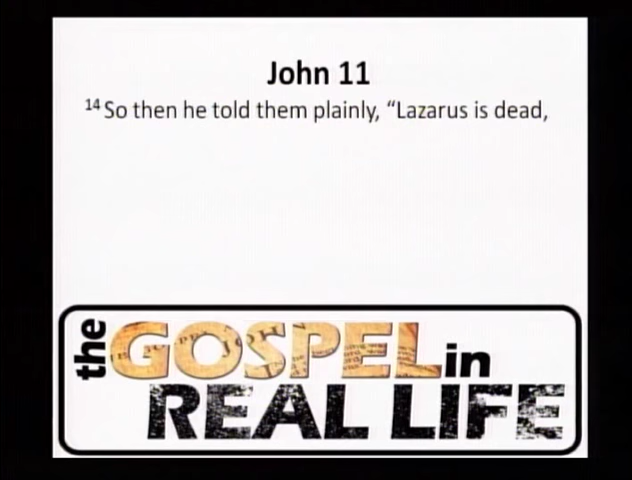 John 11
14 So then he told them plainly, “Lazarus is dead,
the GOSPEL in
REAL LIFE